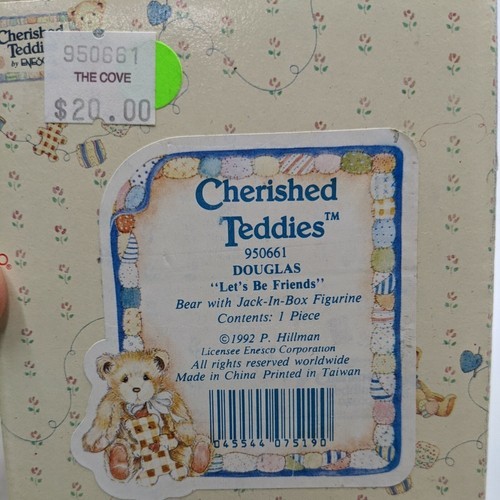 Cherished
Teddies
by ENESCO
950661
THE COVE
$20.00
Cherished
Teddies™
950661
DOUGLAS
"Let's Be Friends"
Bear with Jack-In-Box Figurine
Contents: 1 Piece
©1992 P. Hillman
Licensee Enesco Corporation
All rights reserved worldwide
Made in China Printed in Taiwan
045544 075190